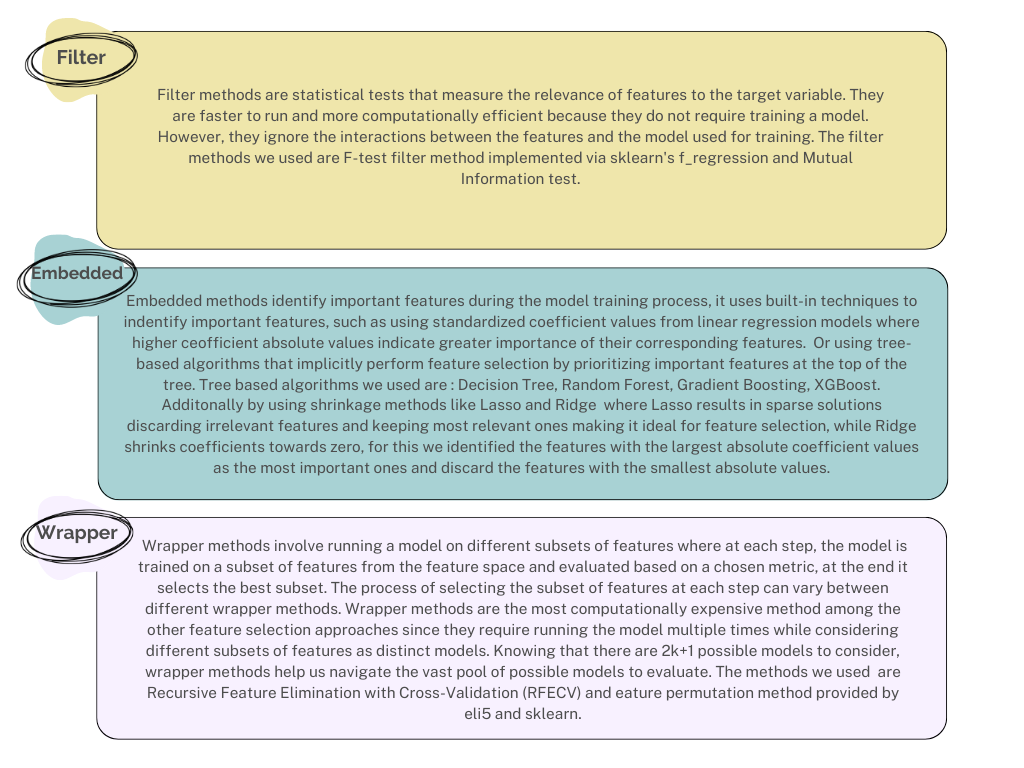 Filter
Filter methods are statistical tests that measure the relevance of features to the target variable. They
are faster to run and more computationally efficient because they do not require training a model.
However, they ignore the interactions between the features and the model used for training. The filter
methods we used are F-test filter method implemented via sklearn's f_regression and Mutual
Information test.
Embedded
Embedded methods identify important features during the model training process, it uses built-in techniques to
indentify important features, such as using standardized coefficient values from linear regression models where
higher ceofficient absolute values indicate greater importance of their corresponding features.  Or using tree-
based algorithms that implicitly perform feature selection by prioritizing important features at the top of the
tree. Tree based algorithms we used are : Decision Tree, Random Forest, Gradient Boosting, XGBoost.
Additonally by using shrinkage methods like Lasso and Ridge  where Lasso results in sparse solutions
discarding irrelevant features and keeping most relevant ones making it ideal for feature selection, while Ridge
shrinks coefficients towards zero, for this we identified the features with the largest absolute coefficient values
as the most important ones and discard the features with the smallest absolute values.
Wrapper
Wrapper methods involve running a model on different subsets of features where at each step, the model is
trained on a subset of features from the feature space and evaluated based on a chosen metric, at the end it
selects the best subset. The process of selecting the subset of features at each step can vary between
different wrapper methods. Wrapper methods are the most computationally expensive method among the
other feature selection approaches since they require running the model multiple times while considering
different subsets of features as distinct models. Knowing that there are 2k+1 possible models to consider,
wrapper methods help us navigate the vast pool of possible models to evaluate. The methods we used  are
Recursive Feature Elimination with Cross-Validation (RFECV) and eature permutation method provided by
eli5 and sklearn.